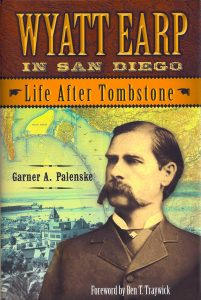 WYATT EARP
IN SAN DIEGO
Life After Tombstone
Garner A. Palenske
Foreword by Ben T. Traywick